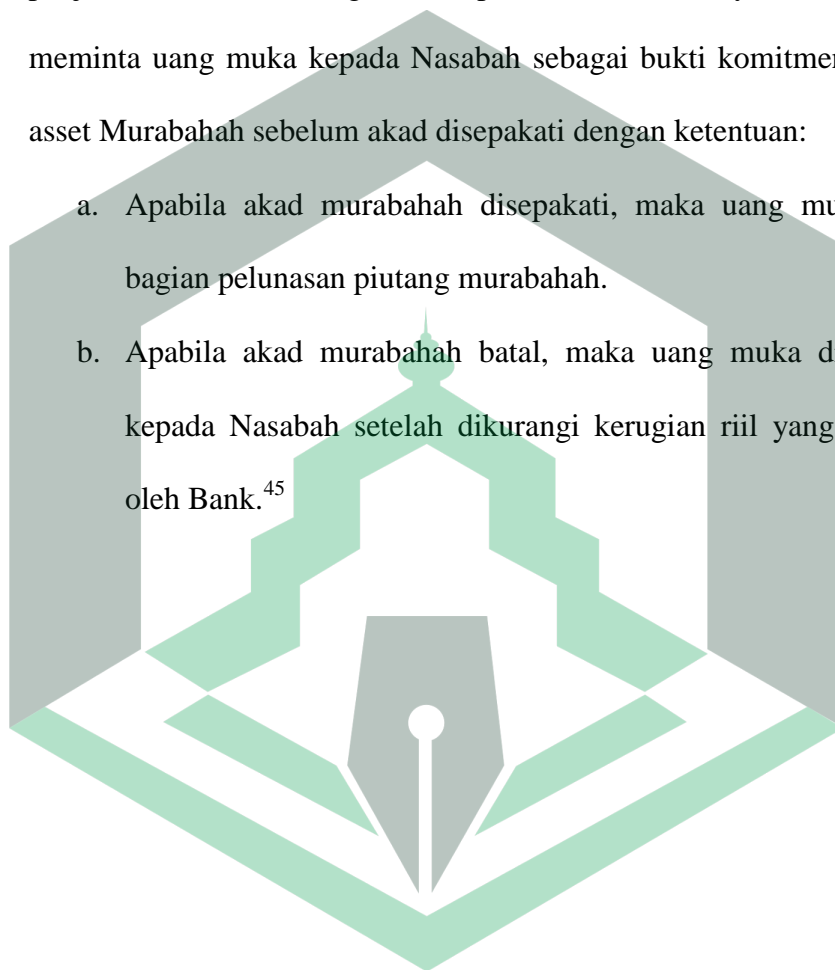 meminta uang muka kepada Nasabah sebagai bukti komitmen
asset Murabahah sebelum akad disepakati dengan ketentuan:
a. Apabila akad murabahah disepakati, maka uang
bagian pelunasan piutang murabahah.
b. Apabila akad murabahah batal, maka uang muka
kepada Nasabah setelah dikurangi kerugian riil yang
oleh Bank.45